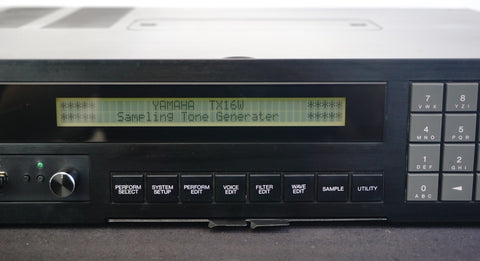 ***** YAMAHA TX16W *****
***** Sampling Tone Generater *****
PERFORM SELECT
SYSTEM SETUP
PERFORM EDIT
VOICE EDIT
FILTER EDIT
WAVE EDIT
SAMPLE
UTILITY
7 8
VWX YZ/
4 5
MNO PQR
1 2
DEF GHI
0 ◄
ABC